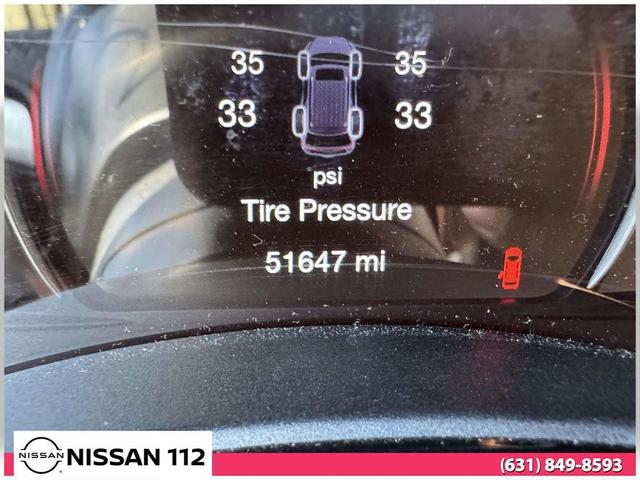 35 35
33 33
psi
Tire Pressure
51647 mi
NISSAN NISSAN 112
(631) 849-8593